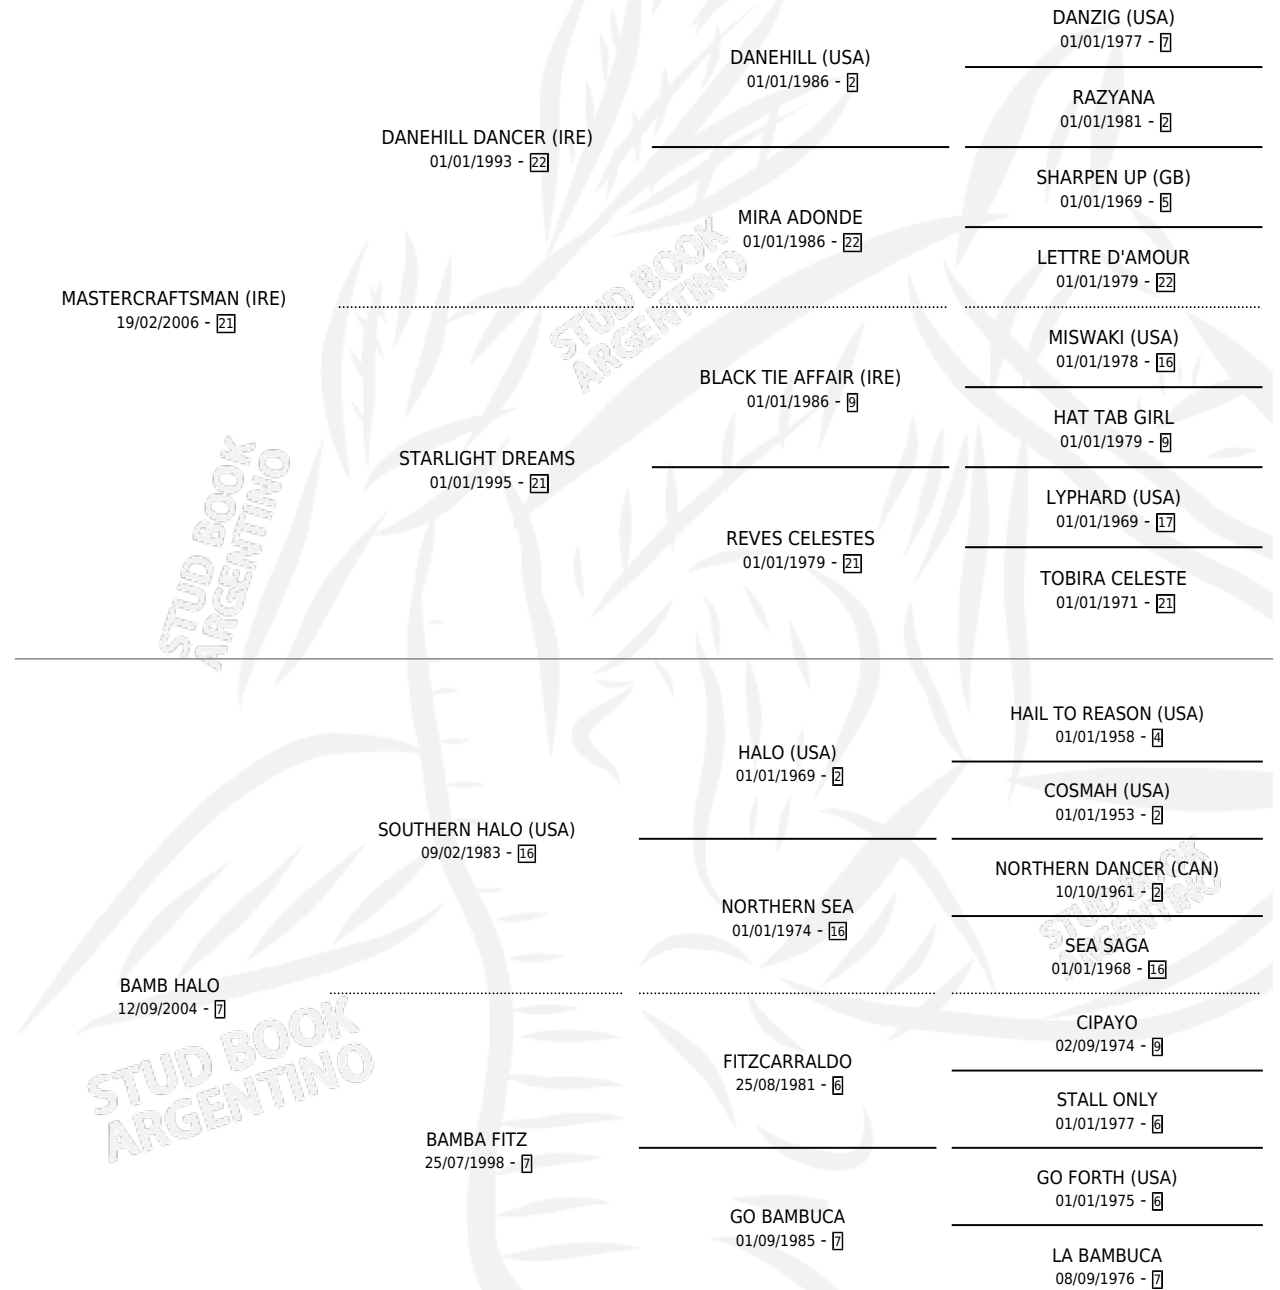 DANZIG (USA)
01/01/1977 - 7
DANEHILL (USA)
01/01/1986 - 2
RAZYANA
01/01/1981 - 2
DANEHILL DANCER (IRE)
01/01/1993 - 22
SHARPEN UP (GB)
01/01/1969 - 5
MIRA ADONDE
01/01/1986 - 22
LETTRE D'AMOUR
01/01/1979 - 22
MASTERCRAFTSMAN (IRE)
19/02/2006 - 21
MISWAKI (USA)
01/01/1978 - 16
BLACK TIE AFFAIR (IRE)
01/01/1986 - 9
HAT TAB GIRL
01/01/1979 - 9
STARLIGHT DREAMS
01/01/1995 - 21
LYPHARD (USA)
01/01/1969 - 17
REVES CELESTES
01/01/1979 - 21
TOBIRA CELESTE
01/01/1971 - 21
STUD BOOK
ARGENTINO
STUD BOOK
ARGENTINO
HAIL TO REASON (USA)
01/01/1958 - 4
HALO (USA)
01/01/1969 - 2
COSMAH (USA)
01/01/1953 - 2
SOUTHERN HALO (USA)
09/02/1983 - 16
NORTHERN DANCER (CAN)
10/10/1961 - 2
NORTHERN SEA
01/01/1974 - 16
SEA SAGA
01/01/1968 - 16
BAMB HALO
12/09/2004 - 7
CIPAYO
02/09/1974 - 9
FITZCARRALDO
25/08/1981 - 6
STALL ONLY
01/01/1977 - 6
BAMBA FITZ
25/07/1998 - 7
GO FORTH (USA)
01/01/1975 - 6
GO BAMBUCA
01/09/1985 - 7
LA BAMBUCA
08/09/1976 - 7
STUD BOOK
ARGENTINO
STUD BOOK
ARGENTINO